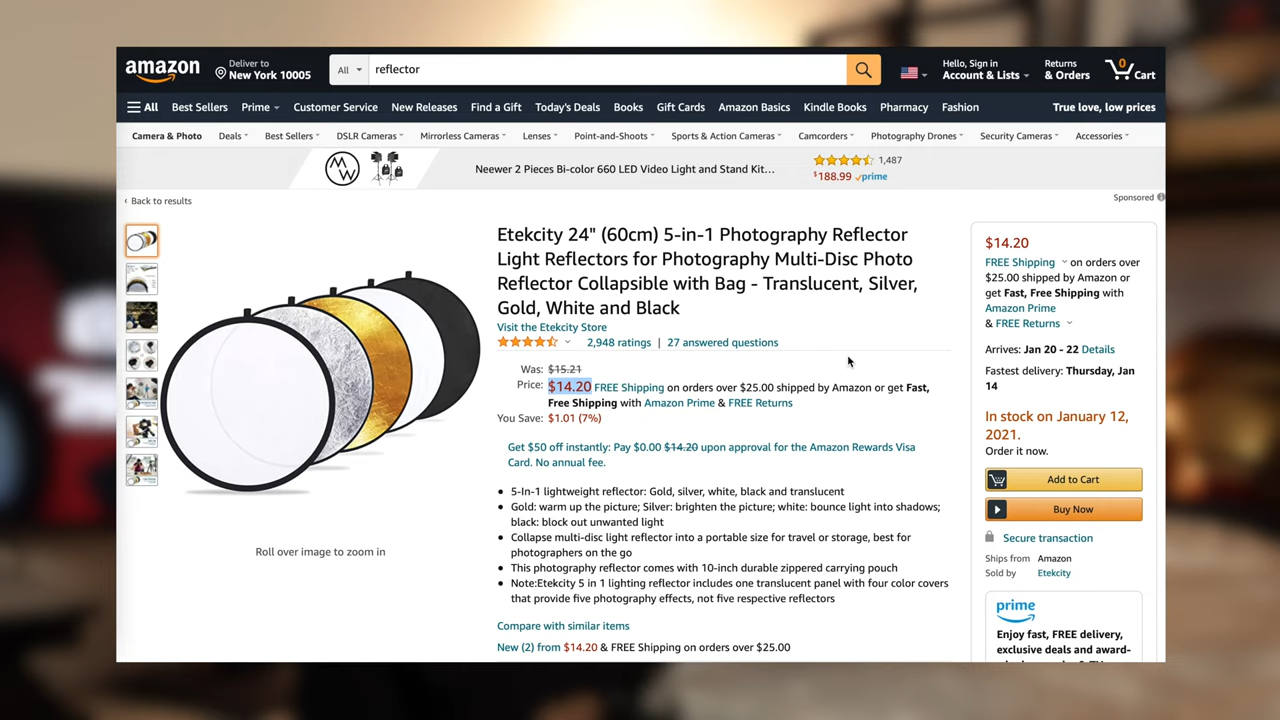 amazon
Deliver to
New York 10005
All
reflector
Hello, Sign in
Account & Lists
Returns
& Orders
0
Cart
All
Best Sellers
Prime
Customer Service
New Releases
Find a Gift
Today's Deals
Books
Gift Cards
Amazon Basics
Kindle Books
Pharmacy
Fashion
True love, low prices
Camera & Photo
Deals
Best Sellers
DSLR Cameras
Mirrorless Cameras
Lenses
Point-and-Shoots
Sports & Action Cameras
Camcorders
Photography Drones
Security Cameras
Accessories
MW
Neewer 2 Pieces Bi-color 660 LED Video Light and Stand Kit...
1,487
$188.99 prime
‹ Back to results
Sponsored
Etekcity 24" (60cm) 5-in-1 Photography Reflector
Light Reflectors for Photography Multi-Disc Photo
Reflector Collapsible with Bag - Translucent, Silver,
Gold, White and Black
Visit the Etekcity Store
2,948 ratings | 27 answered questions
Was: $15.21
Price: $14.20 FREE Shipping on orders over $25.00 shipped by Amazon or get Fast,
Free Shipping with Amazon Prime & FREE Returns
You Save: $1.01 (7%)
Get $50 off instantly: Pay $0.00 $14.20 upon approval for the Amazon Rewards Visa
Card. No annual fee.
• 5-In-1 lightweight reflector: Gold, silver, white, black and translucent
• Gold: warm up the picture; Silver: brighten the picture; white: bounce light into shadows;
black: block out unwanted light
• Collapse multi-disc light reflector into a portable size for travel or storage, best for
photographers on the go
• This photography reflector comes with 10-inch durable zippered carrying pouch
• Note:Etekcity 5 in 1 lighting reflector includes one translucent panel with four color covers
that provide five photography effects, not five respective reflectors
Compare with similar items
New (2) from $14.20 & FREE Shipping on orders over $25.00
Roll over image to zoom in
$14.20
FREE Shipping on orders over
$25.00 shipped by Amazon or
get Fast, Free Shipping with
Amazon Prime
& FREE Returns
Arrives: Jan 20 - 22 Details
Fastest delivery: Thursday, Jan
14
In stock on January 12,
2021.
Order it now.
Add to Cart
Buy Now
Secure transaction
Ships from Amazon
Sold by Etekcity
prime
Enjoy fast, FREE delivery,
exclusive deals and award-